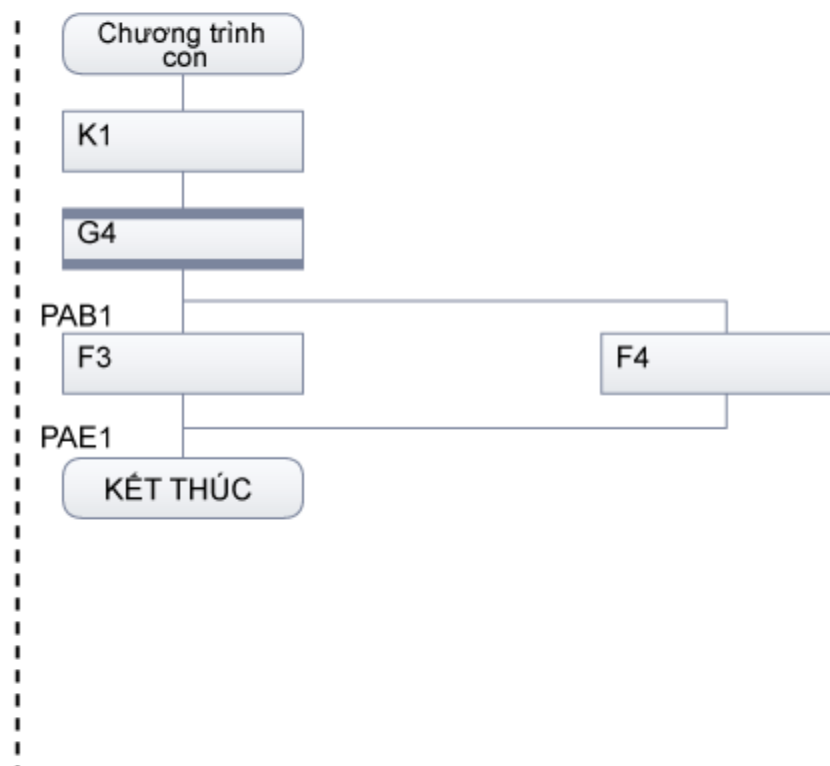 Chương trình
con
K1
G4
PAB1
F3
F4
PAE1
KẾT THÚC